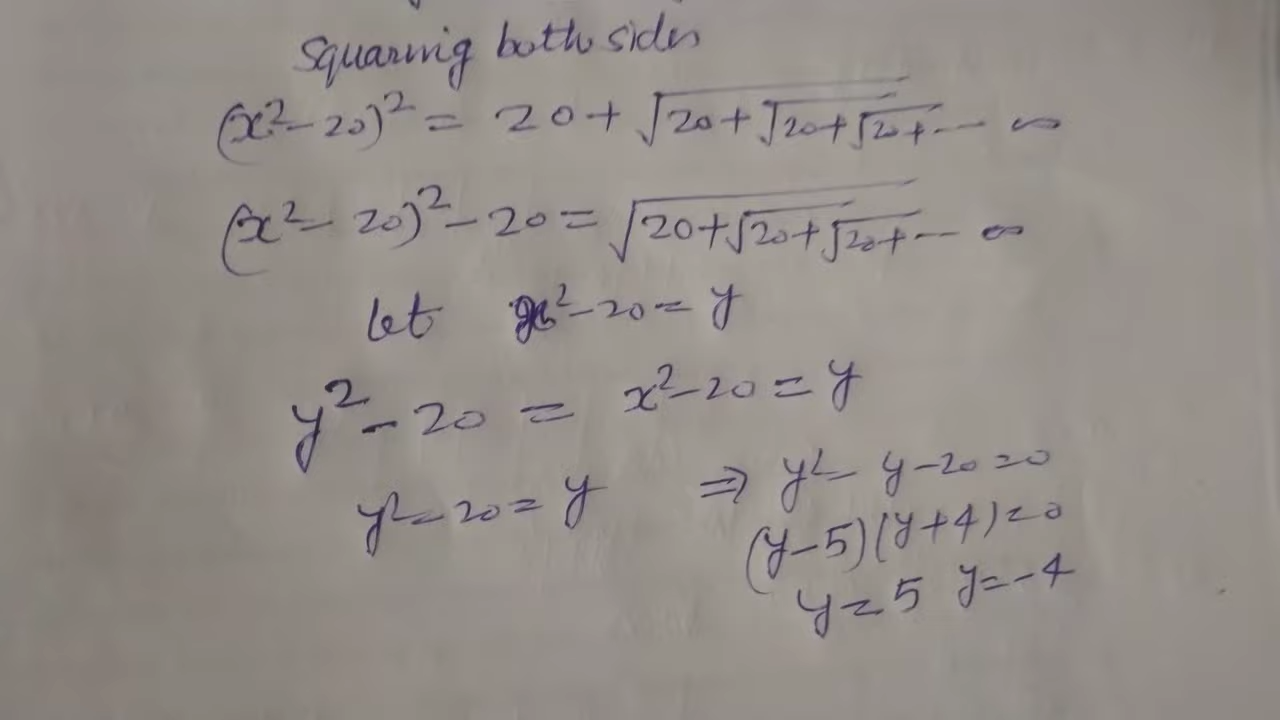 Squaring both sides
(x²-20)² = 20+√20+√20+√20+--- ∞
(x²-20)²-20 = √20+√20+√20+--- ∞
let x²-20 = y
y²-20 = x²-20 = y
y²-20 = y ⇒ y²-y-20=0
(y-5)(y+4)=0
y=5 y=-4